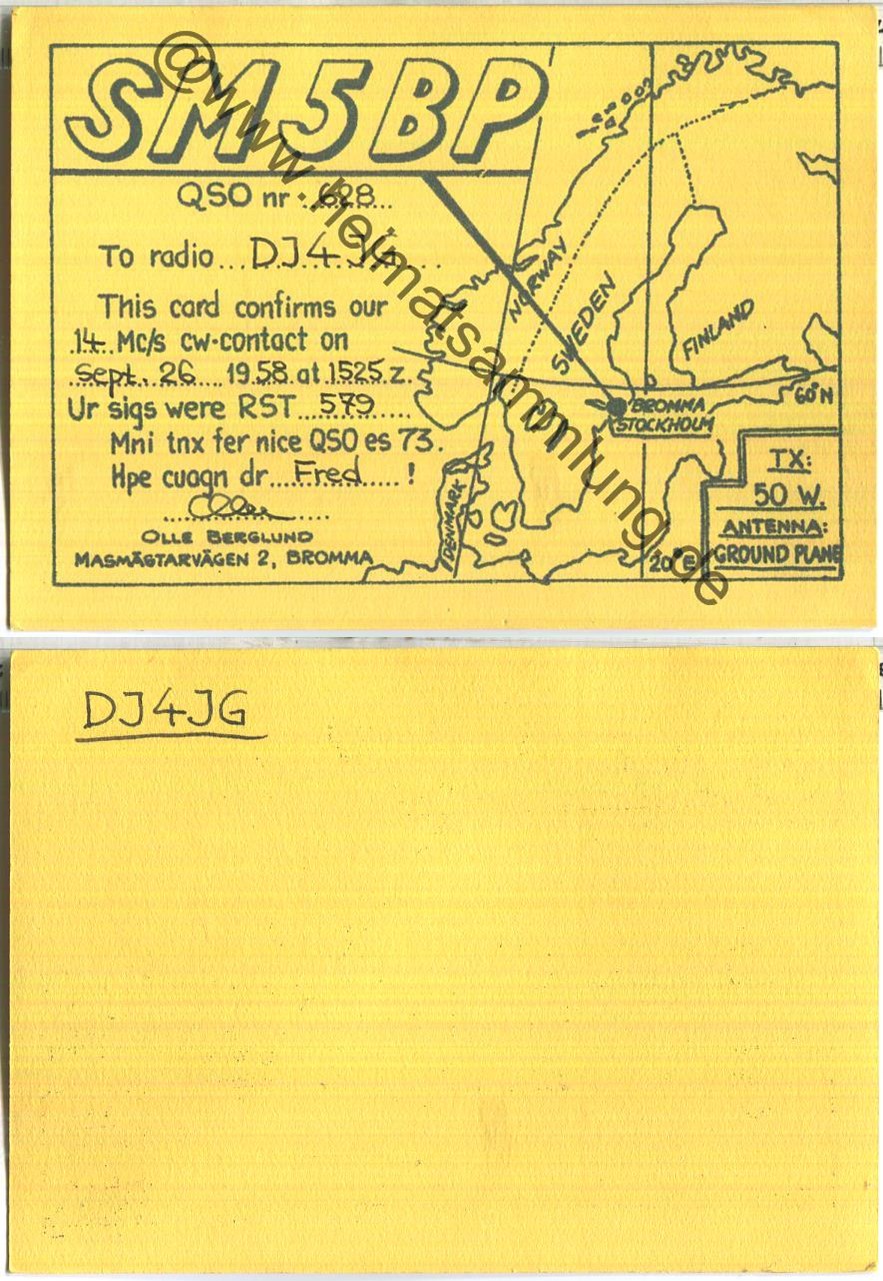 SM5BP
QSO nr ..628...
To radio...DJ4JG....
This card confirms our
.14. Mc/s cw-contact on
.Sept. 26....1958.at.1525.z.
Ur sigs were RST...579.....
Mni tnx fer nice QSO es 73.
Hpe cuagn dr...Fred.....!
OLLE BERGLUND
MASMÄSTARVÄGEN 2, BROMMA
NORWAY
SWEDEN
FINLAND
60°N
BROMMA
STOCKHOLM
DENMARK
20°E
TX:
50 W.
ANTENNA:
GROUND PLANE
@www.heimatsammlung.de
DJ4JG